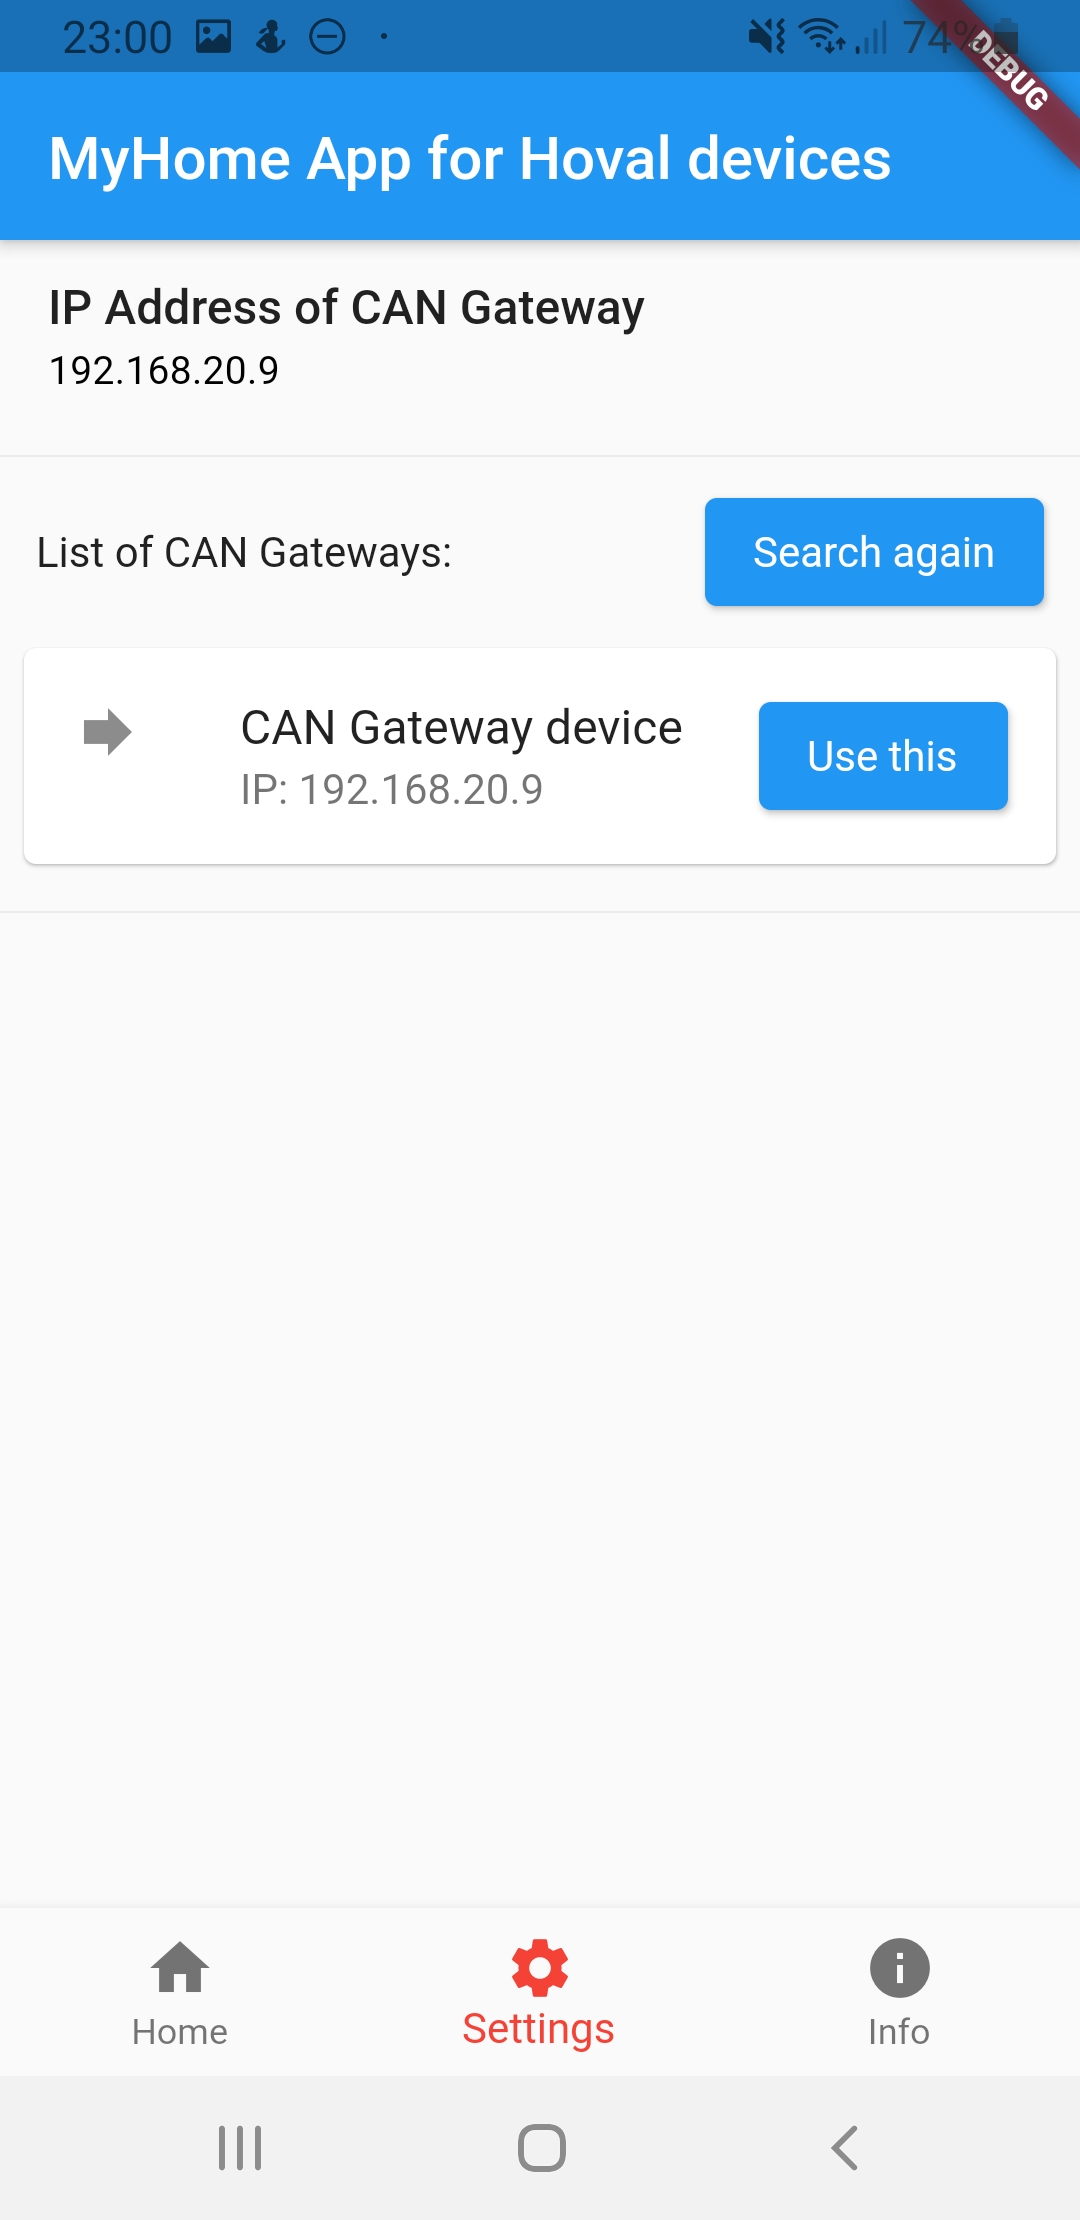 23:00 74%
DEBUG
MyHome App for Hoval devices
IP Address of CAN Gateway
192.168.20.9
List of CAN Gateways:
Search again
CAN Gateway device
IP: 192.168.20.9
Use this
Home
Settings
Info